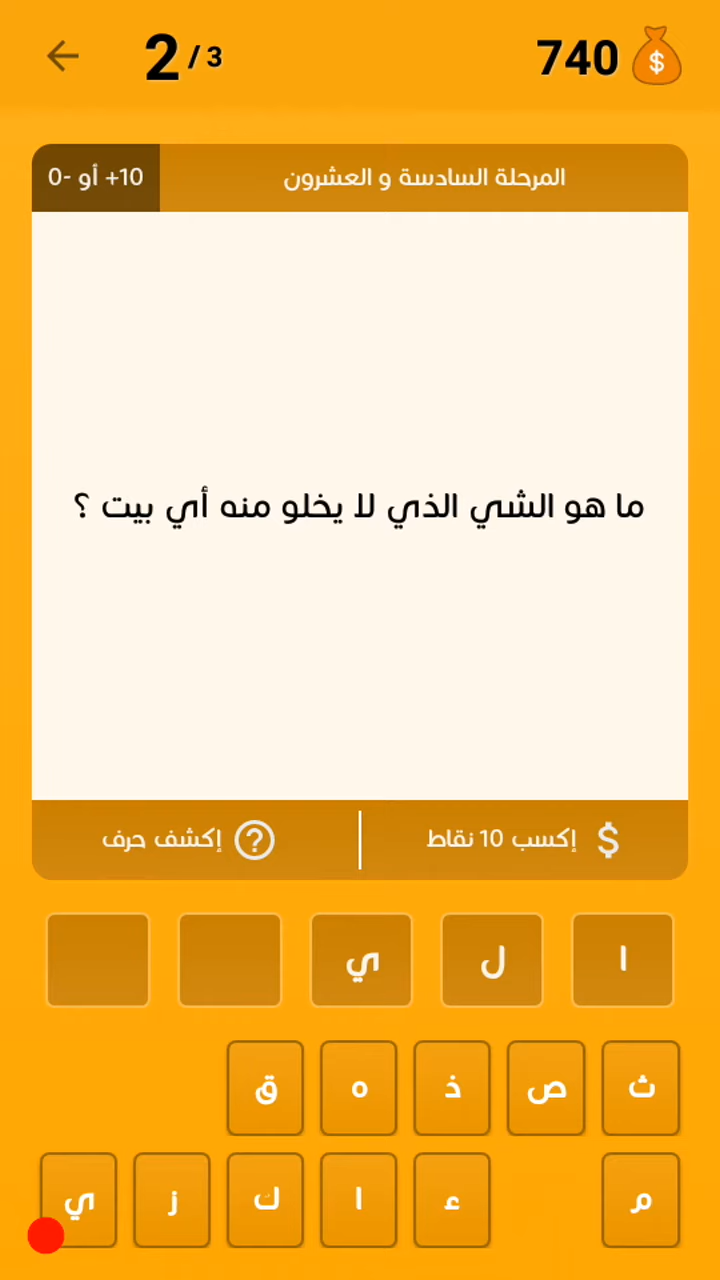 2 / 3
740
$
+10 أو -0
المرحلة السادسة و العشرون
ما هو الشي الذي لا يخلو منه أي بيت ؟
$ إكسب 10 نقاط
? إكشف حرف
ا ل ي
ث ص ذ ه ق
م ء ا ك ز ي